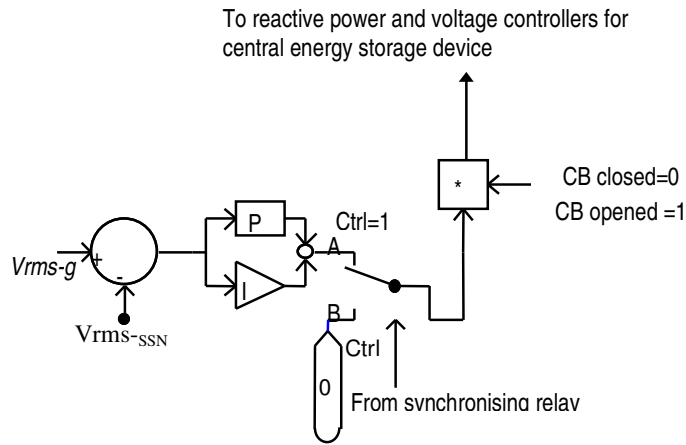 To reactive power and voltage controllers for
central energy storage device
*
CB closed=0
CB opened =1
P
Ctrl=1
A
Vrms-g
+
-
I
B
Vrms-SSN
Ctrl
0
From synchronising relay